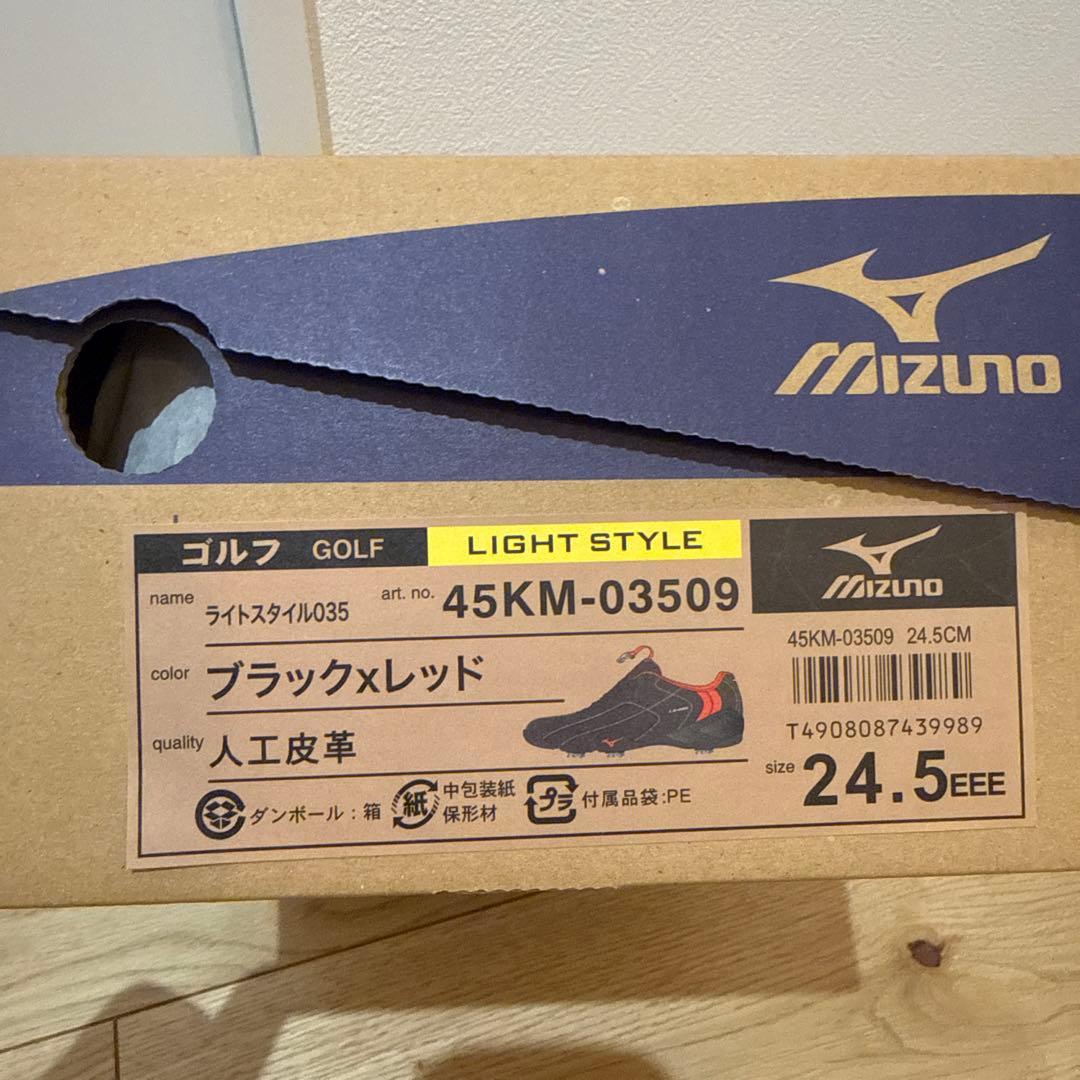 MIZUNO
ゴルフ GOLF LIGHT STYLE MIZUNO
name ライトスタイル035 art. no. 45KM-03509
45KM-03509 24.5CM
color ブラックxレッド
T4908087439989
quality 人工皮革
size 24.5EEE
ダンボール：箱 紙 中包装紙 保形材 プラ 付属品袋:PE